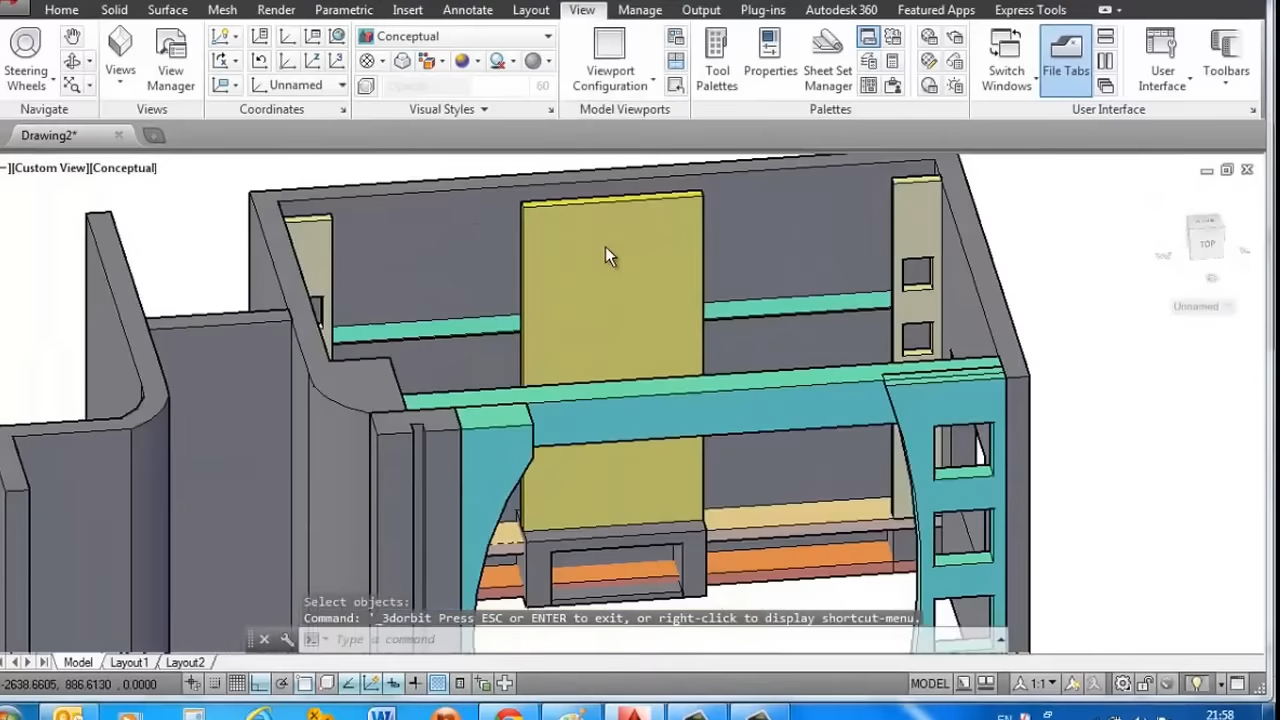 Home Solid Surface Mesh Render Parametric Insert Annotate Layout View Manage Output Plug-ins Autodesk 360 Featured Apps Express Tools
Conceptual
Steering Wheels
Views
View Manager
Unnamed
60
Viewport Configuration
Tool Palettes
Properties
Sheet Set Manager
Switch Windows
File Tabs
User Interface
Toolbars
Navigate Views Coordinates Visual Styles Model Viewports Palettes User Interface
Drawing2*
][Custom View][Conceptual]
TOP
Unnamed
Select objects:
Command: '_3dorbit Press ESC or ENTER to exit, or right-click to display shortcut-menu.
Type a command
Model Layout1 Layout2
-2638.6605, 886.6130 , 0.0000
MODEL
1:1
EN
21:58